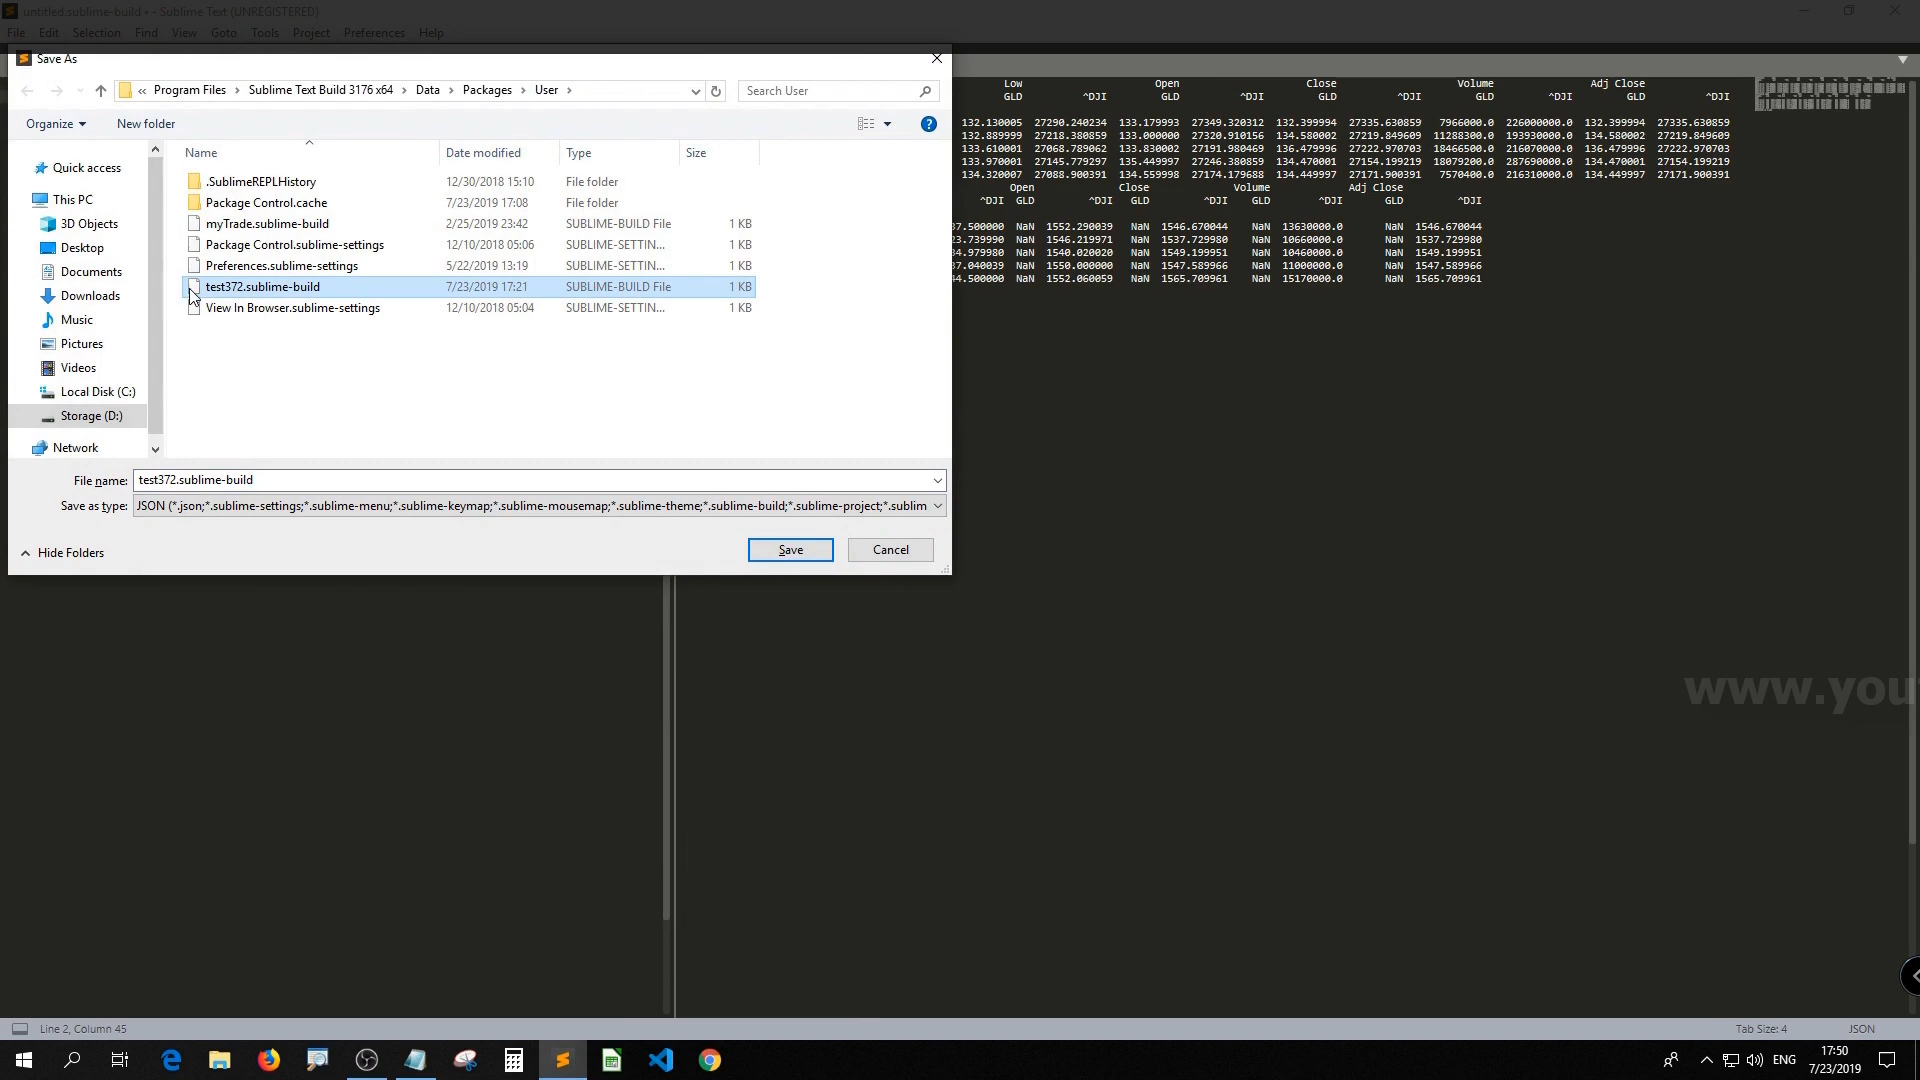 untitled.sublime-build • - Sublime Text (UNREGISTERED)
File Edit Selection Find View Goto Tools Project Preferences Help
Save As
« Program Files › Sublime Text Build 3176 x64 › Data › Packages › User ›
Search User
Organize New folder
Name Date modified Type Size
Quick access
This PC
3D Objects
Desktop
Documents
Downloads
Music
Pictures
Videos
Local Disk (C:)
Storage (D:)
Network
.SublimeREPLHistory 12/30/2018 15:10 File folder
Package Control.cache 7/23/2019 17:08 File folder
myTrade.sublime-build 2/25/2019 23:42 SUBLIME-BUILD File 1 KB
Package Control.sublime-settings 12/10/2018 05:06 SUBLIME-SETTIN... 1 KB
Preferences.sublime-settings 5/22/2019 13:19 SUBLIME-SETTIN... 1 KB
test372.sublime-build 7/23/2019 17:21 SUBLIME-BUILD File 1 KB
View In Browser.sublime-settings 12/10/2018 05:04 SUBLIME-SETTIN... 1 KB
File name: test372.sublime-build
Save as type: JSON (*.json;*.sublime-settings;*.sublime-menu;*.sublime-keymap;*.sublime-mousemap;*.sublime-theme;*.sublime-build;*.sublime-project;*.sublim
Hide Folders
Save Cancel
Low Open Close Volume Adj Close
GLD ^DJI GLD ^DJI GLD ^DJI GLD ^DJI GLD ^DJI
132.130005 27290.240234 133.179993 27349.320312 132.399994 27335.630859 7966000.0 226000000.0 132.399994 27335.630859
132.889999 27218.380859 133.000000 27320.910156 134.580002 27219.849609 11288300.0 193930000.0 134.580002 27219.849609
133.610001 27068.789062 133.830002 27191.980469 136.479996 27222.970703 18466500.0 216070000.0 136.479996 27222.970703
133.970001 27145.779297 135.449997 27246.380859 134.470001 27154.199219 18079200.0 287690000.0 134.470001 27154.199219
134.320007 27088.900391 134.559998 27174.179688 134.449997 27171.900391 7570400.0 216310000.0 134.449997 27171.900391
Open Close Volume Adj Close
^DJI GLD ^DJI GLD ^DJI GLD ^DJI GLD ^DJI
37.500000 NaN 1552.290039 NaN 1546.670044 NaN 13630000.0 NaN 1546.670044
23.739990 NaN 1546.219971 NaN 1537.729980 NaN 10660000.0 NaN 1537.729980
34.979980 NaN 1540.020020 NaN 1549.199951 NaN 10460000.0 NaN 1549.199951
37.040039 NaN 1550.000000 NaN 1547.589966 NaN 11000000.0 NaN 1547.589966
44.500000 NaN 1552.060059 NaN 1565.709961 NaN 15170000.0 NaN 1565.709961
www.you
Line 2, Column 45
Tab Size: 4 JSON
ENG
17:50
7/23/2019